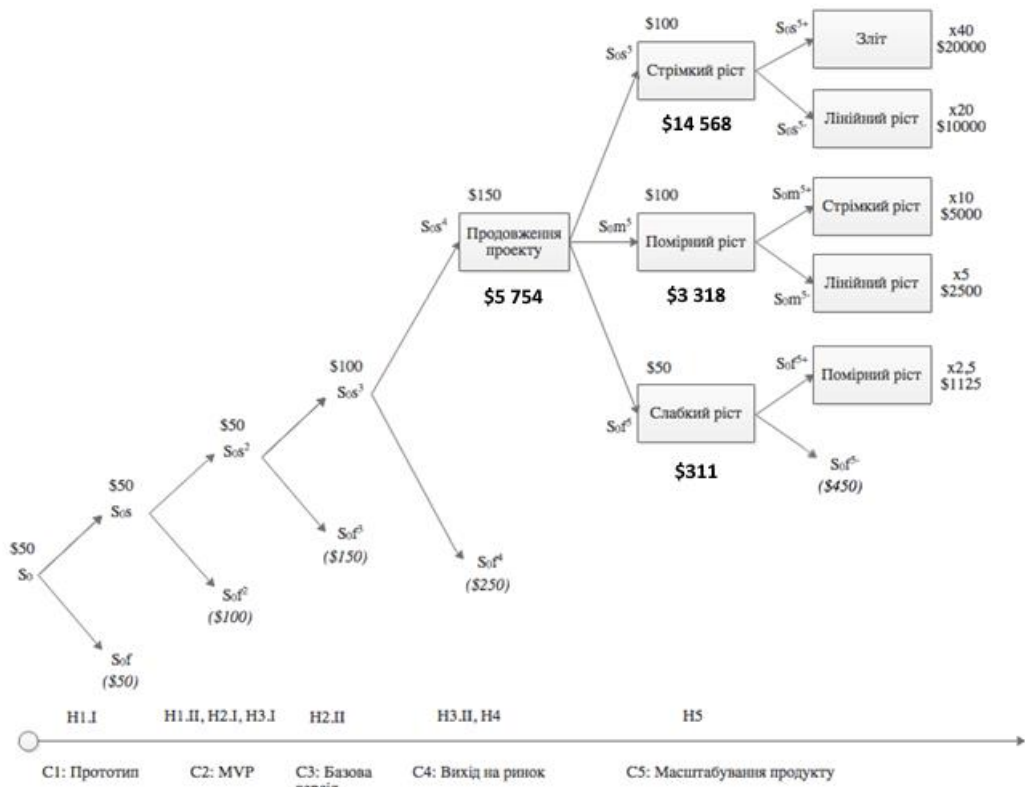 $100
S₀s³
Стрімкий ріст
$14 568
S₀s⁵⁺
Зліт
x40
$20000
S₀s⁵⁻
Лінійний ріст
x20
$10000
$150
S₀s⁴
Продовження
проекту
$5 754
$100
S₀m⁵
Помірний ріст
$3 318
S₀m⁵⁺
Стрімкий ріст
x10
$5000
S₀m⁵⁻
Лінійний ріст
x5
$2500
$50
S₀f⁵
Слабкий ріст
$311
S₀f⁵⁺
Помірний ріст
x2,5
$1125
S₀f⁵⁻
($450)
$100
S₀s³
$50
S₀s²
$50
S₀s
$50
S₀
S₀f³
($150)
S₀f⁴
($250)
S₀f²
($100)
S₀f
($50)
H1.I
H1.II, H2.I, H3.I
H2.II
H3.II, H4
H5
C1: Прототип
C2: MVP
C3: Базова
C4: Вихід на ринок
C5: Масштабування продукту